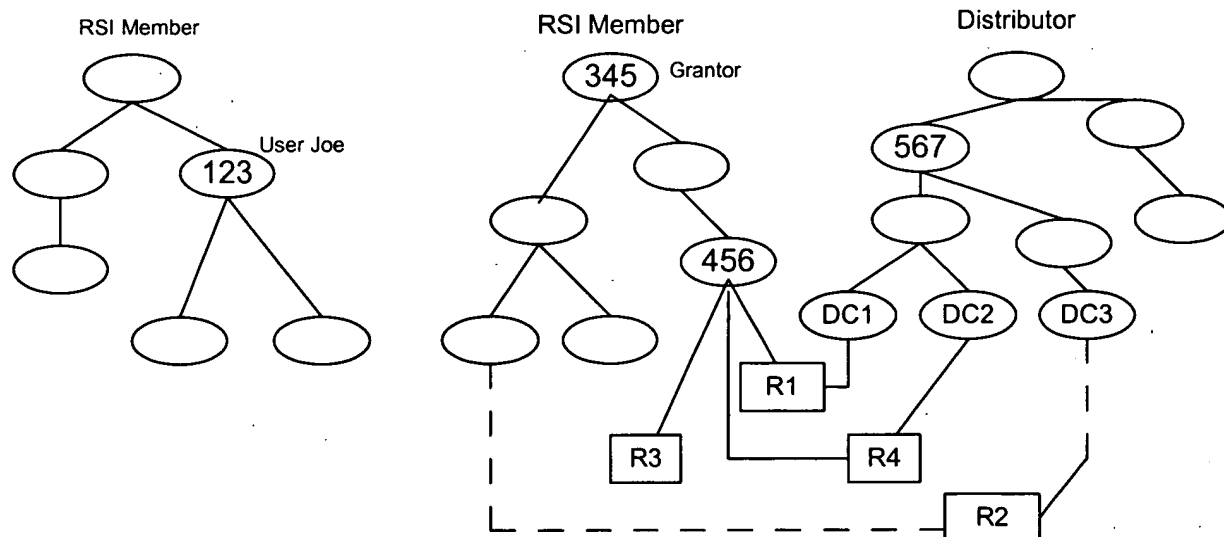 RSI Member
RSI Member
Distributor
345
Grantor
User Joe
123
567
456
DC1
DC2
DC3
R1
R3
R4
R2